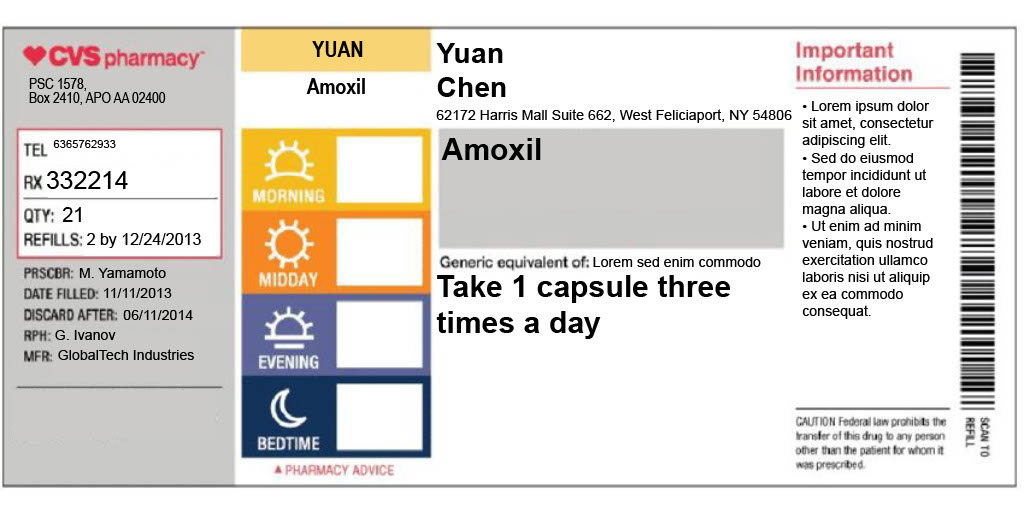 CVS pharmacy
PSC 1578,
Box 2410, APO AA 02400
TEL 6365762933
RX 332214
QTY: 21
REFILLS: 2 by 12/24/2013
PRSCBR: M. Yamamoto
DATE FILLED: 11/11/2013
DISCARD AFTER: 06/11/2014
RPH: G. Ivanov
MFR: GlobalTech Industries
YUAN
Amoxil
MORNING
MIDDAY
EVENING
BEDTIME
▲ PHARMACY ADVICE
Yuan
Chen
62172 Harris Mall Suite 662, West Feliciaport, NY 54806
Amoxil
Generic equivalent of: Lorem sed enim commodo
Take 1 capsule three
times a day
Important
Information
• Lorem ipsum dolor
sit amet, consectetur
adipiscing elit.
• Sed do eiusmod
tempor incididunt ut
labore et dolore
magna aliqua.
• Ut enim ad minim
veniam, quis nostrud
exercitation ullamco
laboris nisi ut aliquip
ex ea commodo
consequat.
CAUTION Federal law prohibits the
transfer of this drug to any person
other than the patient for whom it
was prescribed.
SCAN TO
REFILL